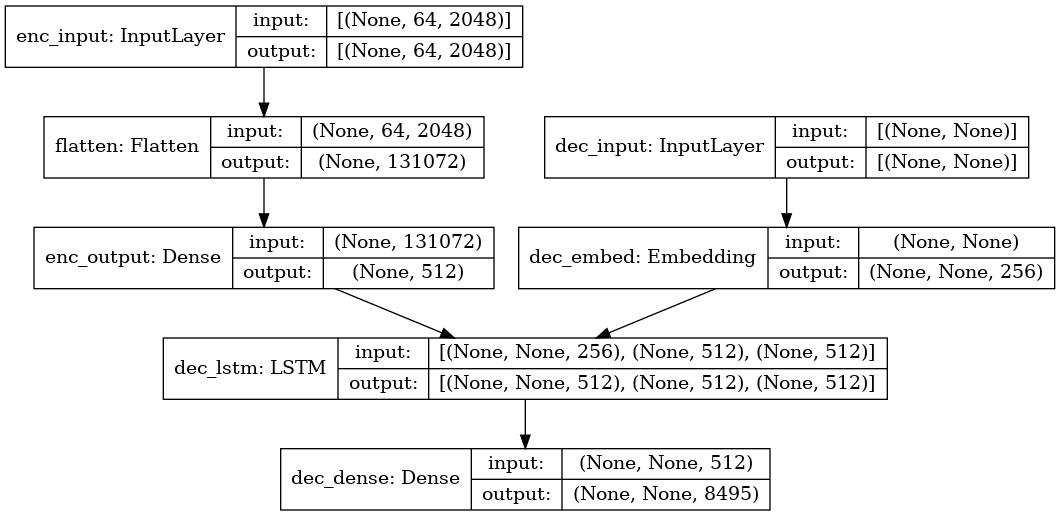 enc_input: InputLayer
input:
[(None, 64, 2048)]
output:
[(None, 64, 2048)]
flatten: Flatten
input:
(None, 64, 2048)
output:
(None, 131072)
dec_input: InputLayer
input:
[(None, None)]
output:
[(None, None)]
enc_output: Dense
input:
(None, 131072)
output:
(None, 512)
dec_embed: Embedding
input:
(None, None)
output:
(None, None, 256)
dec_lstm: LSTM
input:
[(None, None, 256), (None, 512), (None, 512)]
output:
[(None, None, 512), (None, 512), (None, 512)]
dec_dense: Dense
input:
(None, None, 512)
output:
(None, None, 8495)